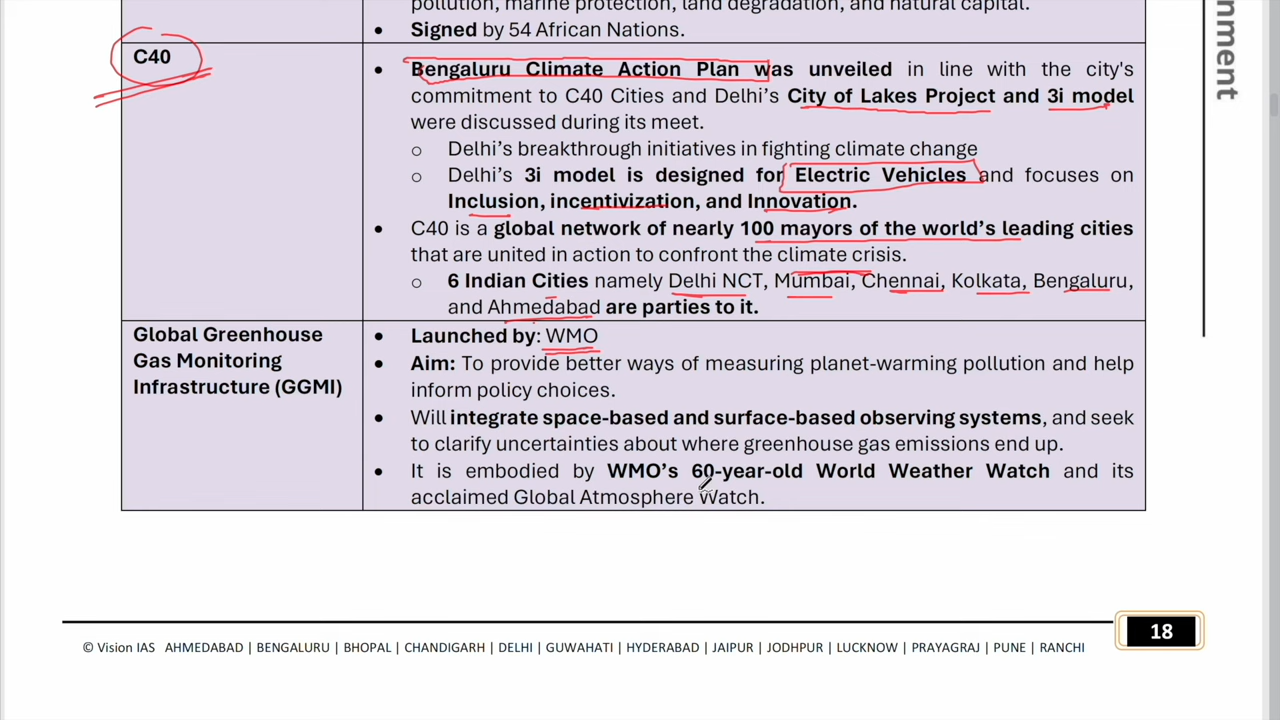 pollution, marine protection, land degradation, and natural capital.
• Signed by 54 African Nations.
C40
• Bengaluru Climate Action Plan was unveiled in line with the city's
commitment to C40 Cities and Delhi's City of Lakes Project and 3i model
were discussed during its meet.
o Delhi's breakthrough initiatives in fighting climate change
o Delhi's 3i model is designed for Electric Vehicles and focuses on
Inclusion, incentivization, and Innovation.
• C40 is a global network of nearly 100 mayors of the world's leading cities
that are united in action to confront the climate crisis.
o 6 Indian Cities namely Delhi NCT, Mumbai, Chennai, Kolkata, Bengaluru,
and Ahmedabad are parties to it.
Global Greenhouse
Gas Monitoring
Infrastructure (GGMI)
• Launched by: WMO
• Aim: To provide better ways of measuring planet-warming pollution and help
inform policy choices.
• Will integrate space-based and surface-based observing systems, and seek
to clarify uncertainties about where greenhouse gas emissions end up.
• It is embodied by WMO's 60-year-old World Weather Watch and its
acclaimed Global Atmosphere Watch.
nment
18
© Vision IAS AHMEDABAD | BENGALURU | BHOPAL | CHANDIGARH | DELHI | GUWAHATI | HYDERABAD | JAIPUR | JODHPUR | LUCKNOW | PRAYAGRAJ | PUNE | RANCHI